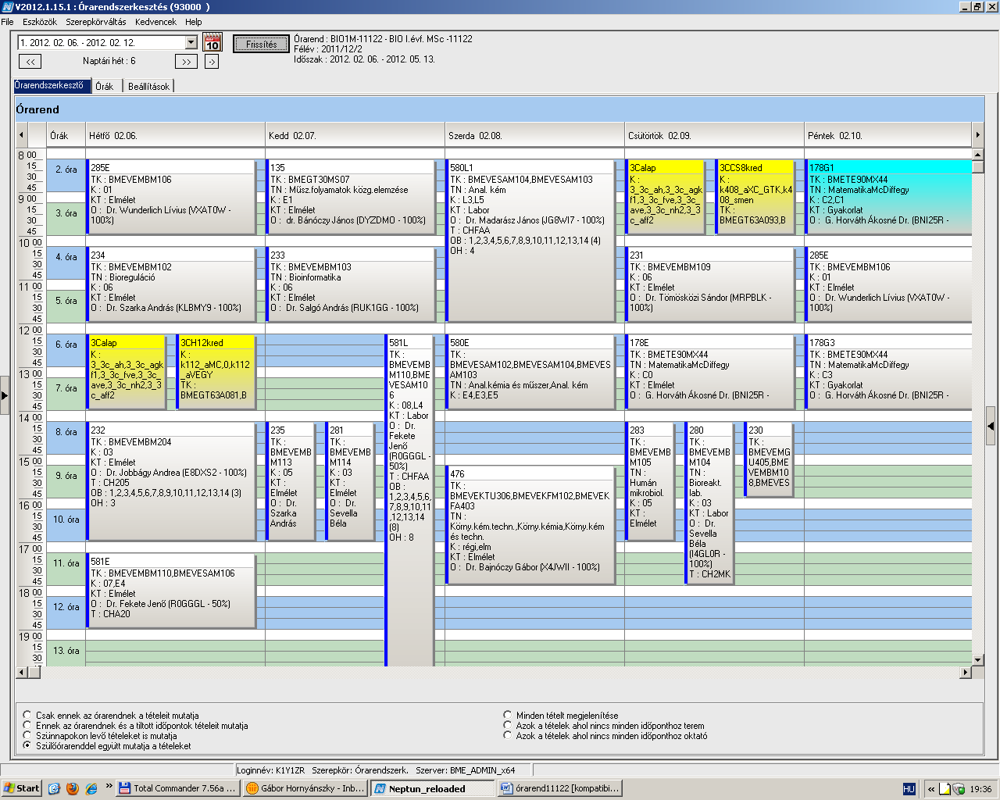 V2012.1.15.1 : Órarendszerkesztés (93000 )
File Eszközök Szerepkörváltás Kedvencek Help
1. 2012. 02. 06. - 2012. 02. 12.
10
Frissítés
Órarend : BIO1M-11122 - BIO I.évf. MSc -11122
Félév : 2011/12/2
Időszak : 2012. 02. 06. - 2012. 05. 13.
<< Naptári hét : 6 >> ->
Órarendszerkesztő Órák Beállítások
Órarend
Órák Hétfő 02.06. Kedd 02.07. Szerda 02.08. Csütörtök 02.09. Péntek 02.10.
8 00
15
30
45
9 00
15
30
45
10 00
15
30
45
11 00
15
30
45
12 00
15
30
45
13 00
15
30
45
14 00
15
30
45
15 00
15
30
45
16 00
15
30
45
17 00
15
30
45
18 00
15
30
45
19 00
15
30
2. óra
3. óra
4. óra
5. óra
6. óra
7. óra
8. óra
9. óra
10. óra
11. óra
12. óra
13. óra
285E
TK : BMEVEMBM106
K : 01
KT : Elmélet
O : Dr. Wunderlich Lívius (VXAT0W -
100%)
234
TK : BMEVEMBM102
TN : Bioreguláció
K : 06
KT : Elmélet
O : Dr. Szarka András (KLBMY9 - 100%)
3Calap
K :
3_3c_ah,3_3c_agk
f1,3_3c_fve,3_3c_
ave,3_3c_nh2,3_3
c_aff2
3CH12kred
K :
k112_aMC,0,k112
_aVEGY
TK :
BMEGT63A081,B
232
TK : BMEVEMBM204
K : 03
KT : Elmélet
O : Dr. Jobbágy Andrea (E8DXS2 - 100%)
T : CH205
OB : 1,2,3,4,5,6,7,8,9,10,11,12,13,14 (3)
OH : 3
581E
TK : BMEVEMBM110,BMEVESAM106
K : 07,E4
KT : Elmélet
O : Dr. Fekete Jenő (R0GGGL - 50%)
T : CHA20
135
TK : BMEGT30MS07
TN : Műsz.folyamatok közg.elemzése
K : E1
KT : Elmélet
O : dr. Bánóczy János (DYZDMO - 100%)
233
TK : BMEVEMBM103
TN : Bioinformatika
K : 06
KT : Elmélet
O : Dr. Salgó András (RUK1GG - 100%)
581L
TK :
BMEVEMB
M110,BME
VESAM10
6
K : 08,L4
KT : Labor
O : Dr.
Fekete
Jenő
(R0GGGL -
50%)
T : CHFAA
OB :
1,2,3,4,5,6,
7,8,9,10,11
,12,13,14
(8)
OH : 8
235
TK :
BMEVEMB
M113
K : 05
KT :
Elmélet
O : Dr.
Szarka
András
281
TK :
BMEVEMB
M114
K : 03
KT :
Elmélet
O : Dr.
Sevella
Béla
580L1
TK : BMEVESAM104,BMEVESAM103
TN : Anal. kém
K : L3,L5
KT : Labor
O : Dr. Madarász János (JG8WI7 - 100%)
T : CHFAA
OB : 1,2,3,4,5,6,7,8,9,10,11,12,13,14 (4)
OH : 4
580E
TK :
BMEVESAM102,BMEVESAM104,BMEVES
AM103
TN : Anal.kémia és műszer,Anal. kém
K : E4,E3,E5
476
TK :
BMEVEKTU306,BMEVEKFM102,BMEVEK
FA403
TN :
Körny.kém.techn.,Körny.kémia,Körny.kém
és techn.
K : régi,elm
KT : Elmélet
O : Dr. Bajnóczy Gábor (X4JWII - 100%)
3Calap
K :
3_3c_ah,3_3c_agk
f1,3_3c_fve,3_3c_
ave,3_3c_nh2,3_3
c_aff2
3CCS8kred
K :
k408_aXC_GTK,k4
08_smen
TK :
BMEGT63A093,B
231
TK : BMEVEMBM109
K : 06
KT : Elmélet
O : Dr. Tömösközi Sándor (MRPBLK -
100%)
178E
TK : BMETE90MX44
TN : MatematikaMcDiffegy
K : C0
KT : Elmélet
O : G. Horváth Ákosné Dr. (BNI25R -
283
TK :
BMEVEMB
M105
TN :
Humán
mikrobiol.
K : 05
KT :
Elmélet
280
TK :
BMEVEMB
M104
TN :
Bioreakt.
lab.
K : 03
KT : Labor
O : Dr.
Sevella
Béla
(I4GL0R -
100%)
T : CH2MK
230
TK :
BMEVEMG
U405,BME
VEMBM10
8,BMEVES
178G1
TK : BMETE90MX44
TN : MatematikaMcDiffegy
K : C2,C1
KT : Gyakorlat
O : G. Horváth Ákosné Dr. (BNI25R -
285E
TK : BMEVEMBM106
K : 01
KT : Elmélet
O : Dr. Wunderlich Lívius (VXAT0W -
100%)
178G3
TK : BMETE90MX44
TN : MatematikaMcDiffegy
K : C3
KT : Gyakorlat
O : G. Horváth Ákosné Dr. (BNI25R -
Csak ennek az órarendnek a tételeit mutatja
Ennek az órarendnek és a tiltott időpontok tételeit mutatja
Szünnapokon levő tételeket is mutatja
Szülőórarenddel együtt mutatja a tételeket
Minden tételt megjelenítése
Azok a tételek ahol nincs minden időponthoz terem
Azok a tételek ahol nincs minden időponthoz oktató
Loginnév: K1Y1ZR Szerepkör: Órarendszerk. Szerver: BME_ADMIN_x64
Start » Total Commander 7.56a ... Gábor Hornyánszky - Inb... Neptun_reloaded órarend11122 [kompatibi... HU « 19:36